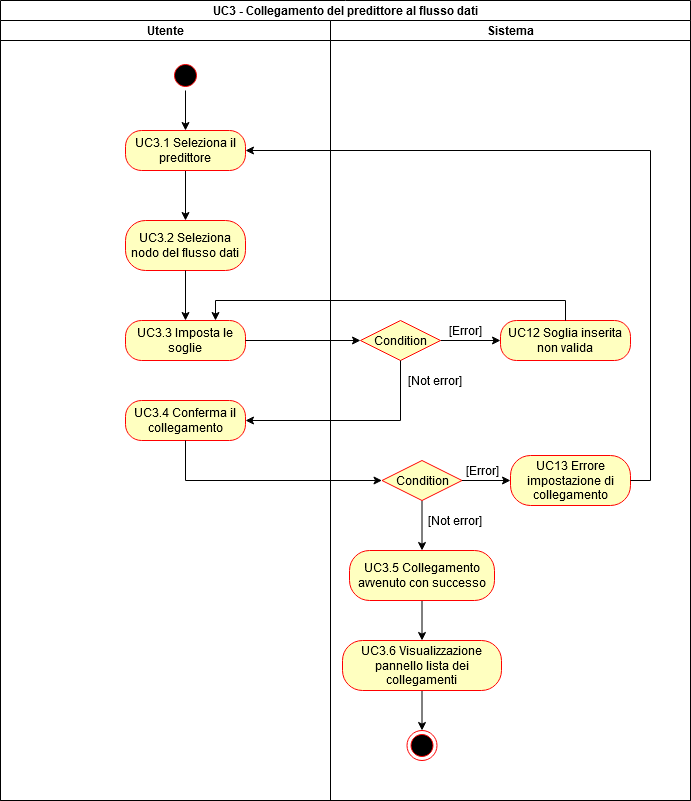 UC3 - Collegamento del predittore al flusso dati
Utente
Sistema
UC3.1 Seleziona il
predittore
UC3.2 Seleziona
nodo del flusso dati
UC3.3 Imposta le
soglie
Condition
[Error]
UC12 Soglia inserita
non valida
[Not error]
UC3.4 Conferma il
collegamento
Condition
[Error]
UC13 Errore
impostazione di
collegamento
[Not error]
UC3.5 Collegamento
avvenuto con successo
UC3.6 Visualizzazione
pannello lista dei
collegamenti